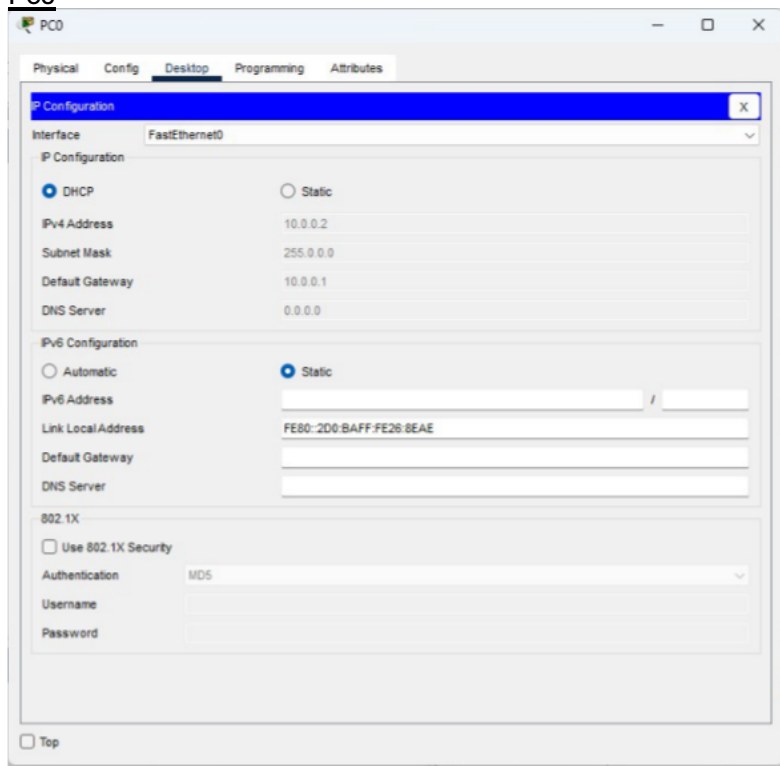 PC0
Physical Config Desktop Programming Attributes
IP Configuration X
Interface FastEthernet0
IP Configuration
DHCP Static
IPv4 Address 10.0.0.2
Subnet Mask 255.0.0.0
Default Gateway 10.0.0.1
DNS Server 0.0.0.0
IPv6 Configuration
Automatic Static
IPv6 Address /
Link Local Address FE80::2D0:BAFF:FE26:8EAE
Default Gateway
DNS Server
802.1X
Use 802.1X Security
Authentication MD5
Username
Password
Top